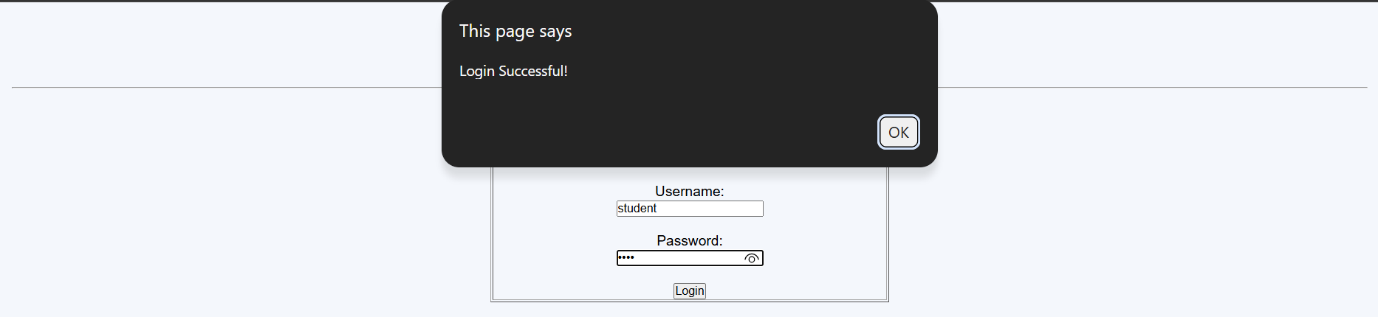 This page says
Login Successful!
OK
Username:
student
Password:
••••
Login